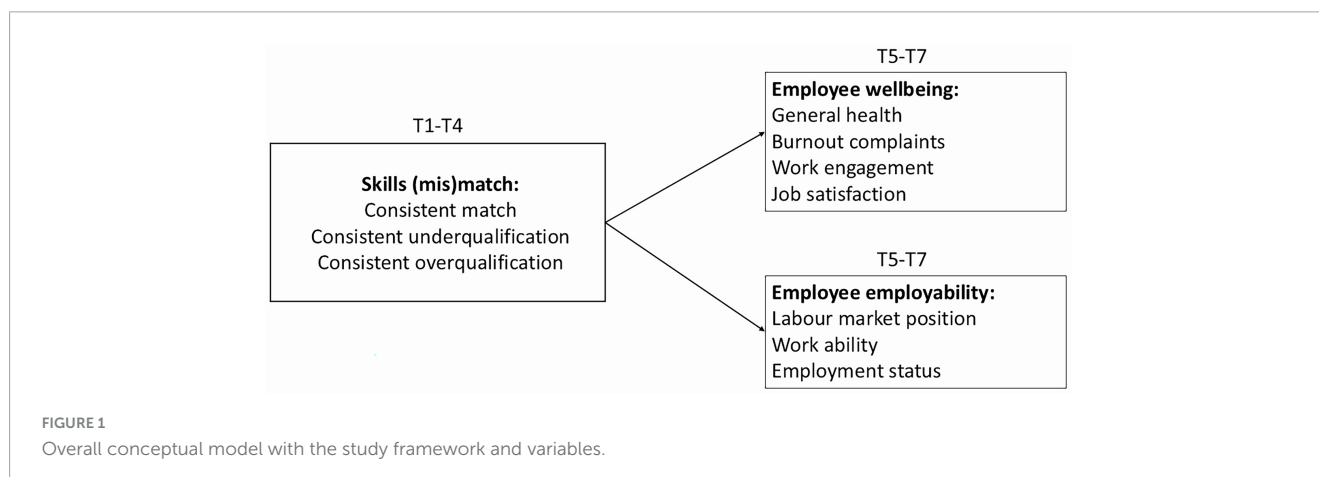 T1-T4
Skills (mis)match:
Consistent match
Consistent underqualification
Consistent overqualification
T5-T7
Employee wellbeing:
General health
Burnout complaints
Work engagement
Job satisfaction
T5-T7
Employee employability:
Labour market position
Work ability
Employment status
FIGURE 1
Overall conceptual model with the study framework and variables.